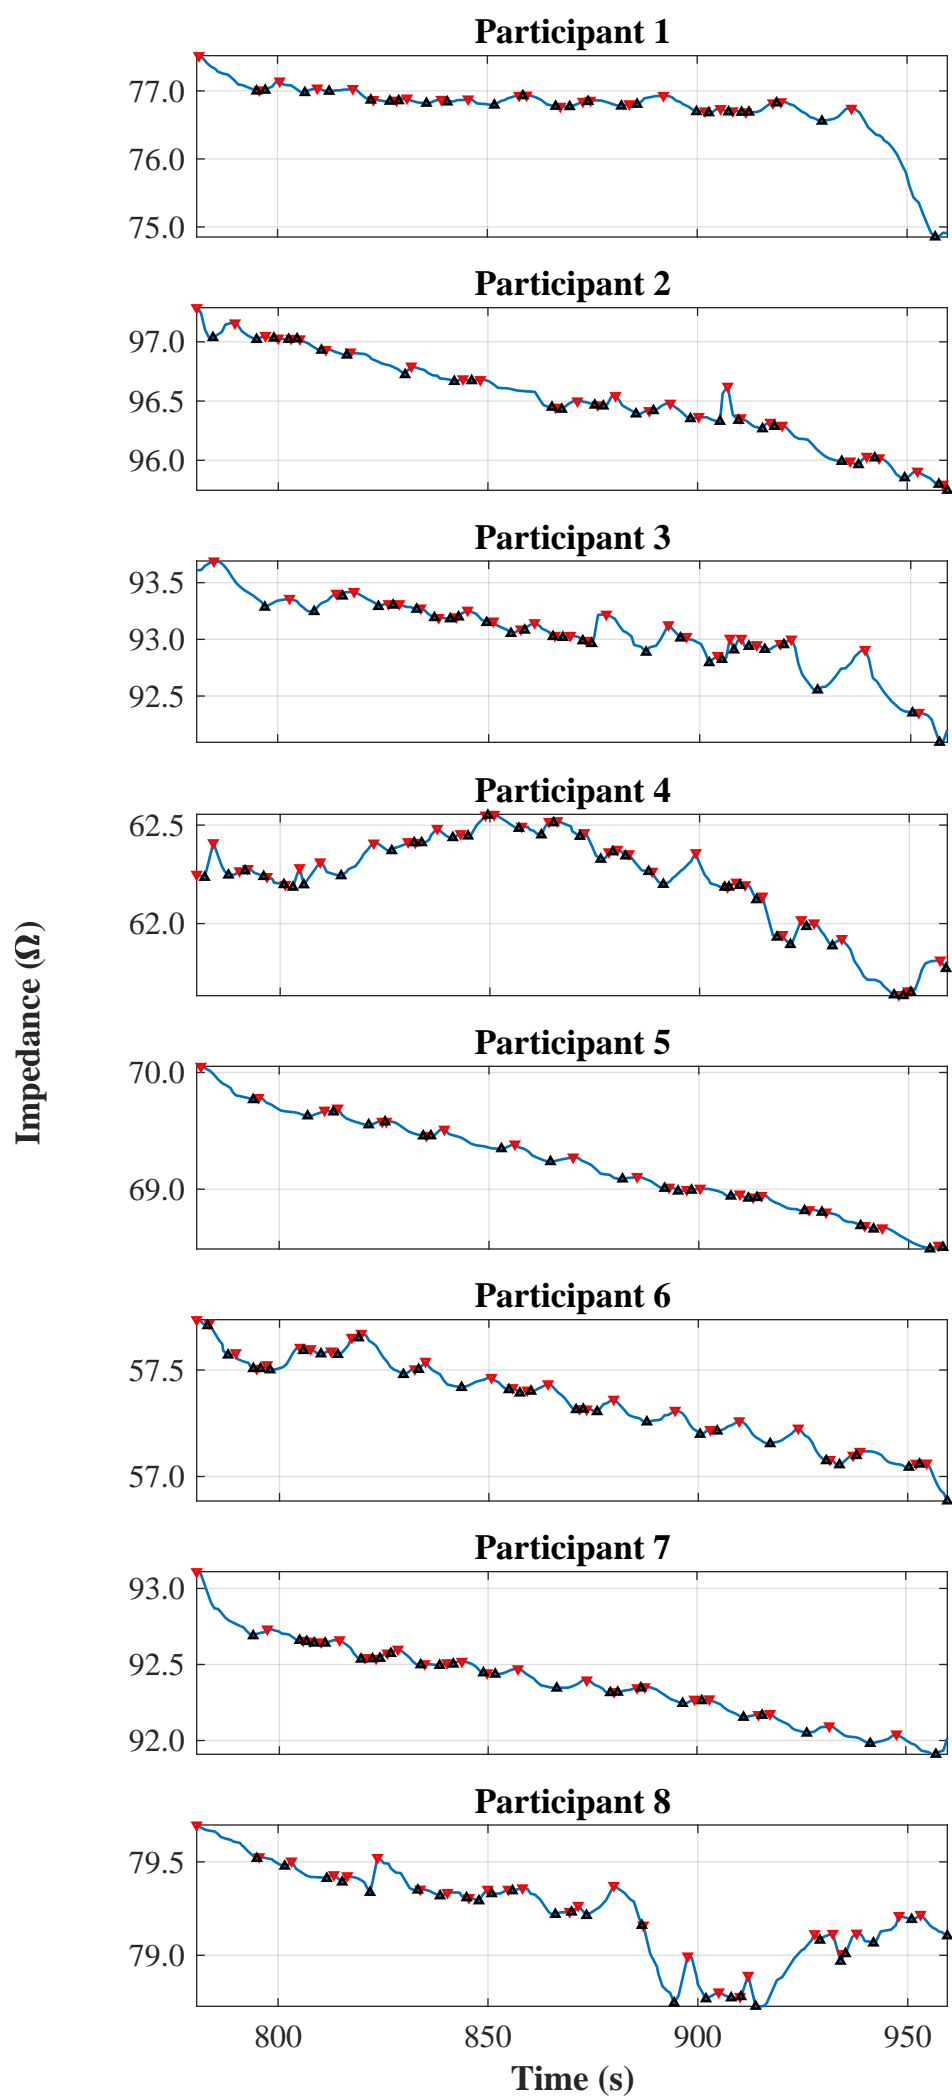 Participant 1
77.0
76.0
75.0
Participant 2
97.0
96.5
96.0
Participant 3
93.5
93.0
92.5
Participant 4
62.5
62.0
Impedance (Ω)
Participant 5
70.0
69.0
Participant 6
57.5
57.0
Participant 7
93.0
92.5
92.0
Participant 8
79.5
79.0
800 850 900 950
Time (s)